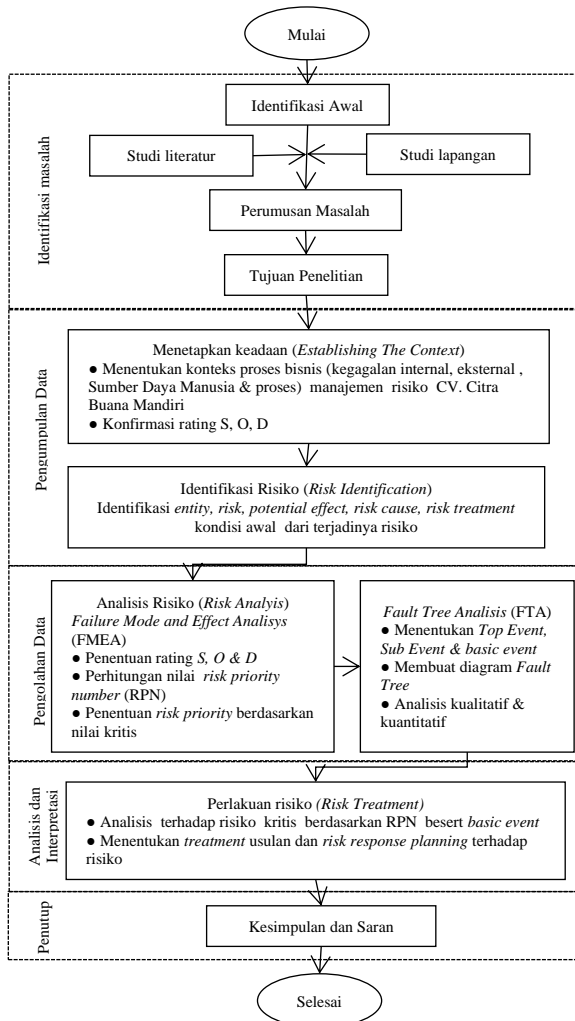 Mulai
Identifikasi masalah
Identifikasi Awal
Studi literatur
Studi lapangan
Perumusan Masalah
Tujuan Penelitian
Pengumpulan Data
Menetapkan keadaan (Establishing The Context)
● Menentukan konteks proses bisnis (kegagalan internal, eksternal ,
Sumber Daya Manusia & proses) manajemen risiko CV. Citra
Buana Mandiri
● Konfirmasi rating S, O, D
Identifikasi Risiko (Risk Identification)
Identifikasi entity, risk, potential effect, risk cause, risk treatment
kondisi awal dari terjadinya risiko
Pengolahan Data
Analisis Risiko (Risk Analyis)
Failure Mode and Effect Analisys
(FMEA)
● Penentuan rating S, O & D
● Perhitungan nilai risk priority
number (RPN)
● Penentuan risk priority berdasarkan
nilai kritis
Fault Tree Analisis (FTA)
● Menentukan Top Event,
Sub Event & basic event
● Membuat diagram Fault
Tree
● Analisis kualitatif &
kuantitatif
Analisis dan
Interpretasi
Perlakuan risiko (Risk Treatment)
● Analisis terhadap risiko kritis berdasarkan RPN besert basic event
● Menentukan treatment usulan dan risk response planning terhadap
risiko
Penutup
Kesimpulan dan Saran
Selesai